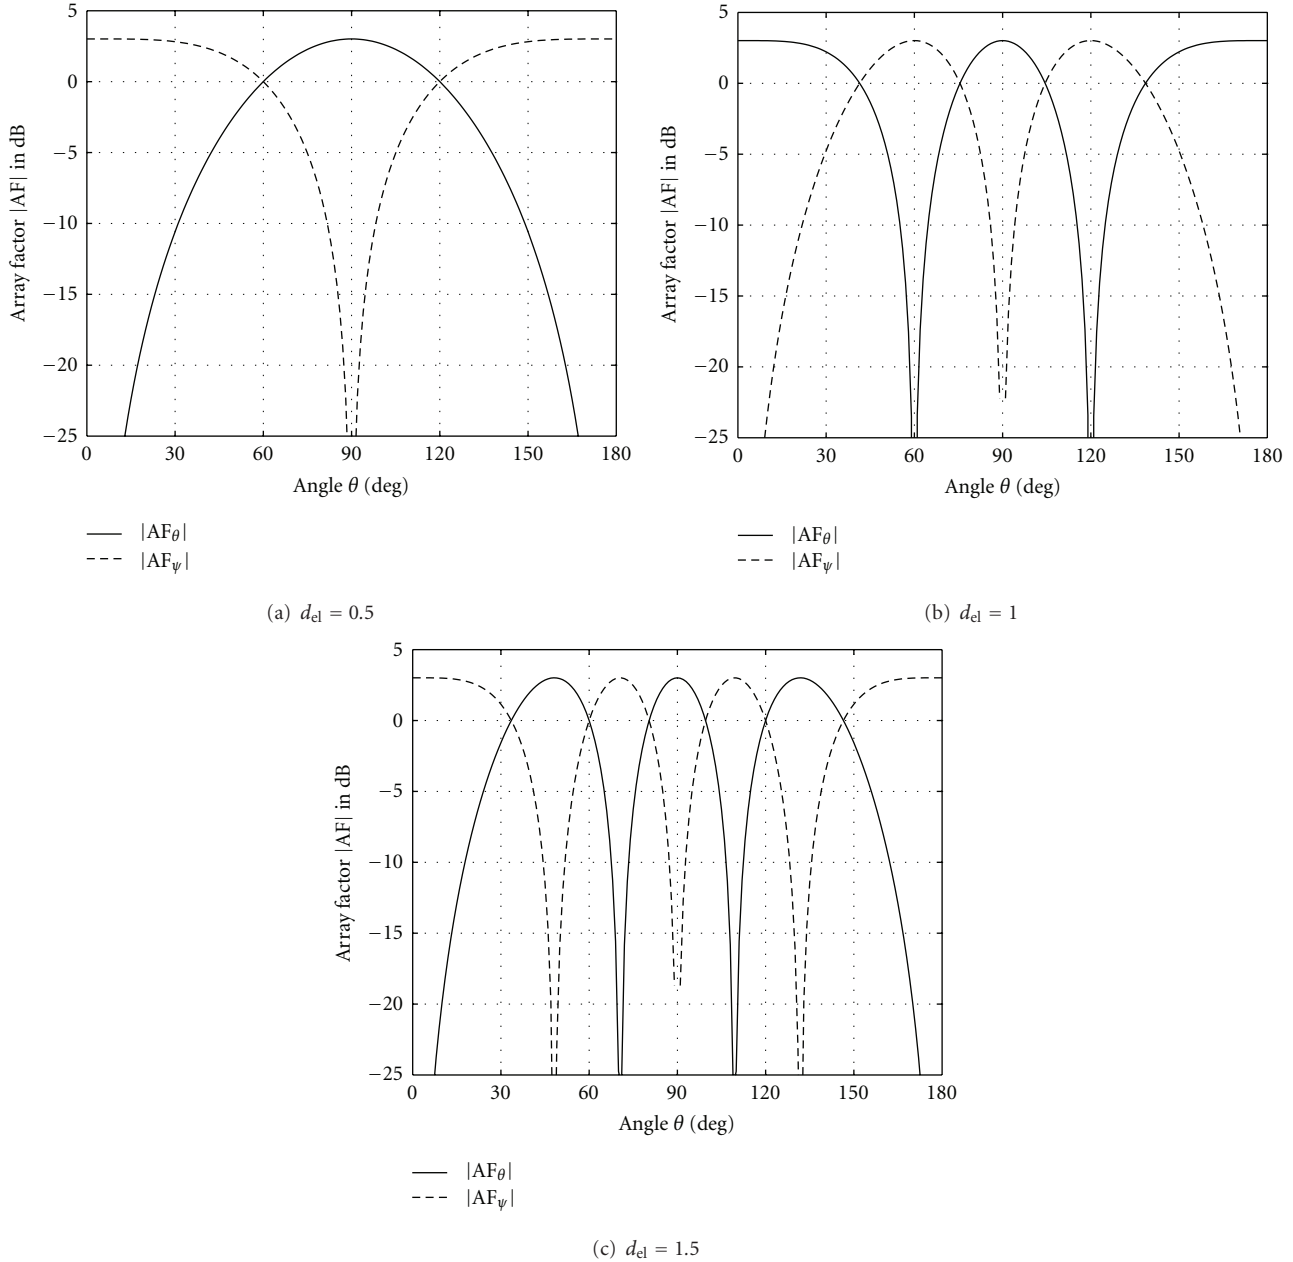 5
0
−5
−10
−15
−20
−25
Array factor |AF| in dB
0 30 60 90 120 150 180
Angle θ (deg)
|AFθ|
|AFψ|
(a) del = 0.5
5
0
−5
−10
−15
−20
−25
Array factor |AF| in dB
0 30 60 90 120 150 180
Angle θ (deg)
|AFθ|
|AFψ|
(b) del = 1
5
0
−5
−10
−15
−20
−25
Array factor |AF| in dB
0 30 60 90 120 150 180
Angle θ (deg)
|AFθ|
|AFψ|
(c) del = 1.5